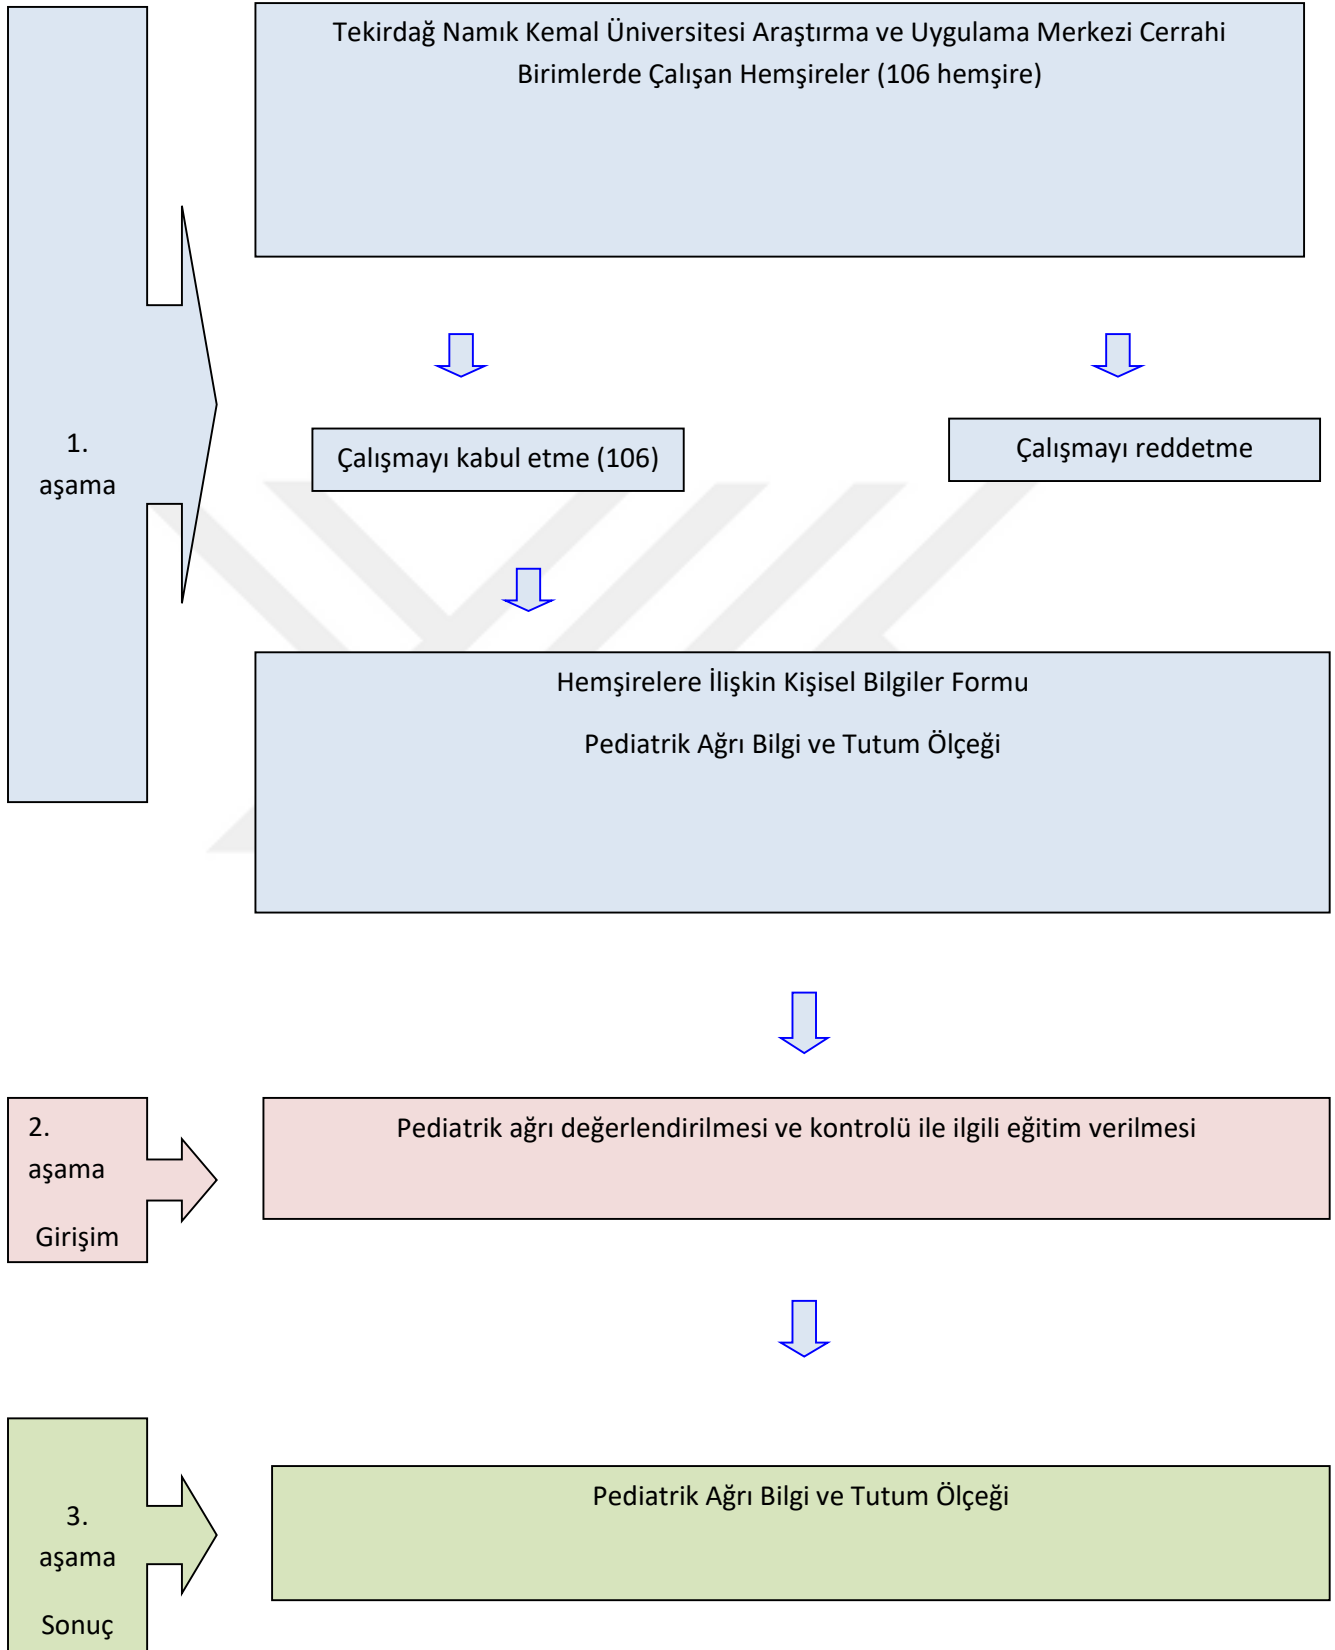 Tekirdağ Namık Kemal Üniversitesi Araştırma ve Uygulama Merkezi Cerrahi
Birimlerde Çalışan Hemşireler (106 hemşire)
1.
aşama
Çalışmayı kabul etme (106)
Çalışmayı reddetme
Hemşirelere İlişkin Kişisel Bilgiler Formu
Pediatrik Ağrı Bilgi ve Tutum Ölçeği
2.
aşama
Girişim
Pediatrik ağrı değerlendirilmesi ve kontrolü ile ilgili eğitim verilmesi
3.
aşama
Sonuç
Pediatrik Ağrı Bilgi ve Tutum Ölçeği